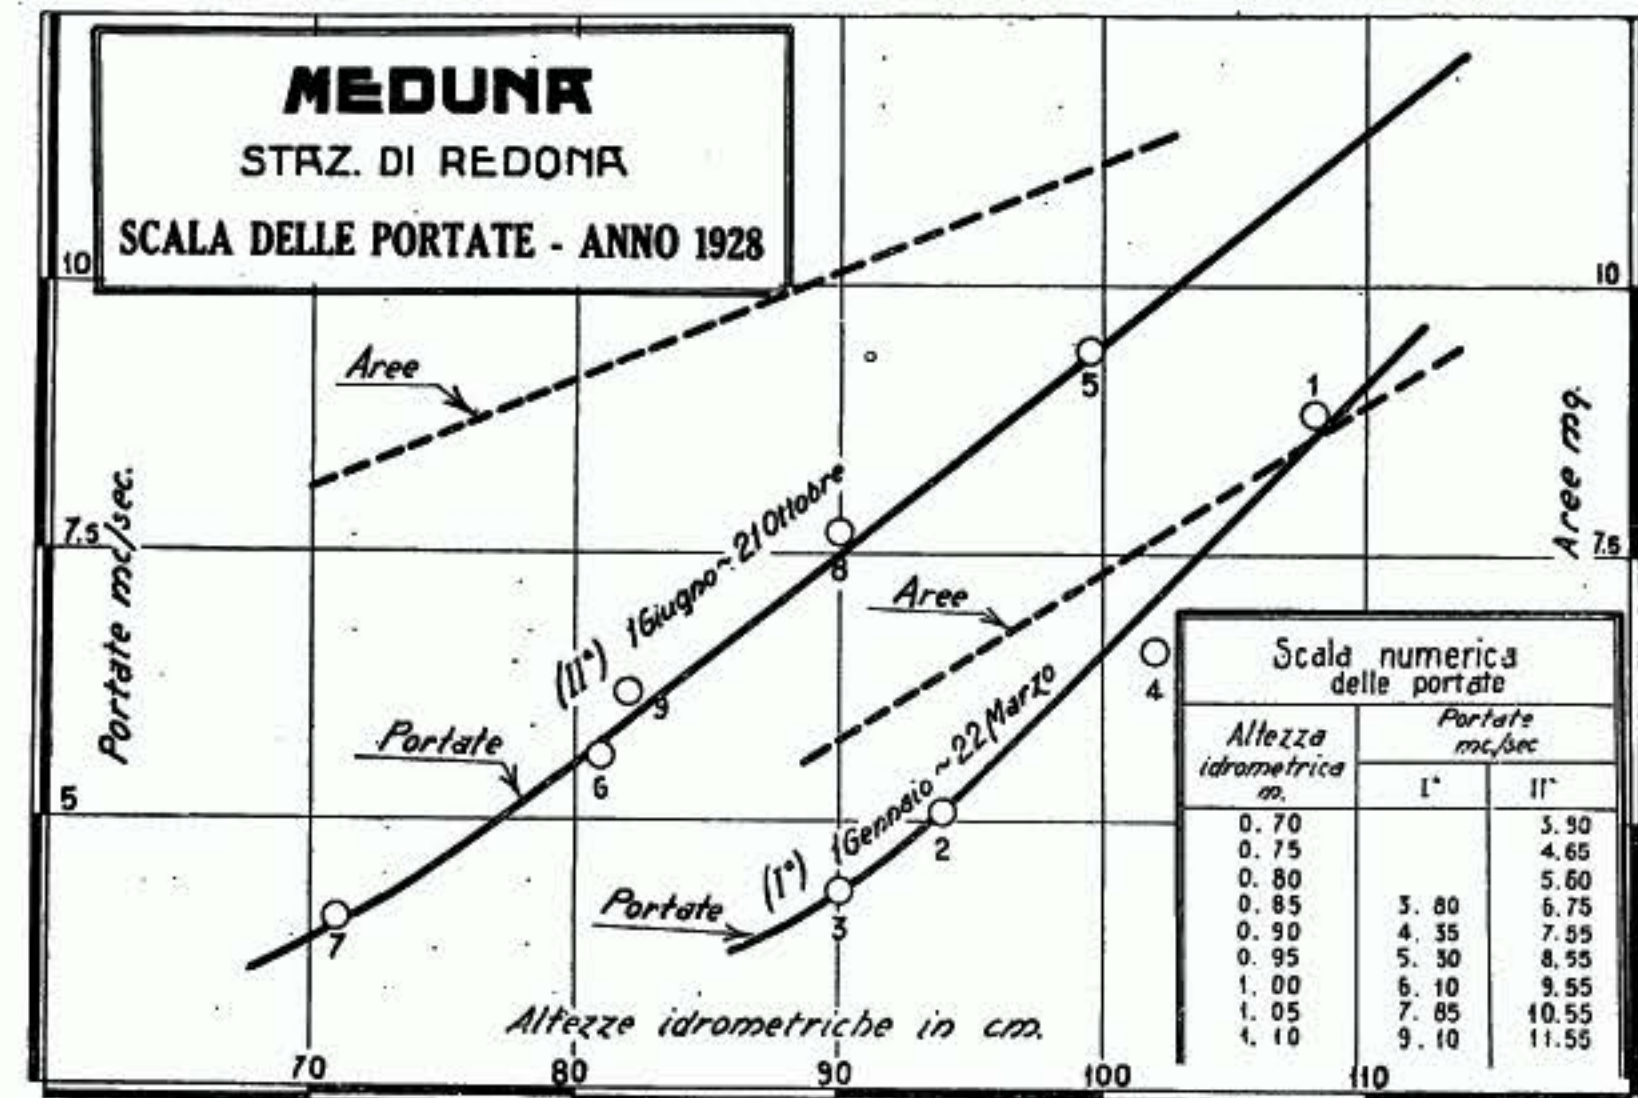 MEDUNA
STAZ. DI REDONA
SCALA DELLE PORTATE - ANNO 1928
10
10
Aree
5
1
Portate mc/sec.
Aree mq.
7.5
7.5
(IIª) 1 Giugno ~ 21 Ottobre
8
Aree
9
4
Portate
6
5
(Iª) 1 Gennaio ~ 22 Marzo
2
Portate
3
7
Altezze idrometriche in cm.
70 80 90 100 110
Scala numerica
delle portate
Altezza
idrometrica
m.
Portate
mc/sec
Iª IIª
0.70 3.90
0.75 4.65
0.80 5.60
0.85 3.80 6.75
0.90 4.35 7.55
0.95 5.30 8.55
1.00 6.10 9.55
1.05 7.85 10.55
1.10 9.10 11.55